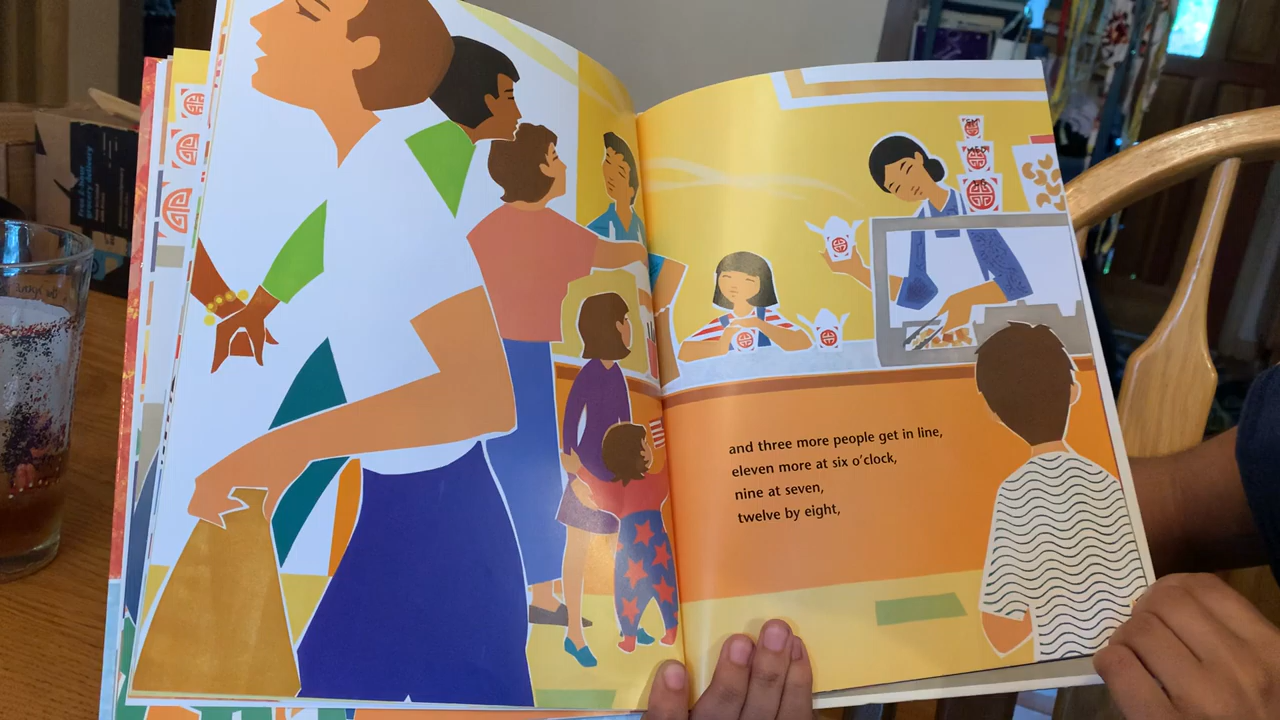 and three more people get in line,
eleven more at six o'clock,
nine at seven,
twelve by eight,